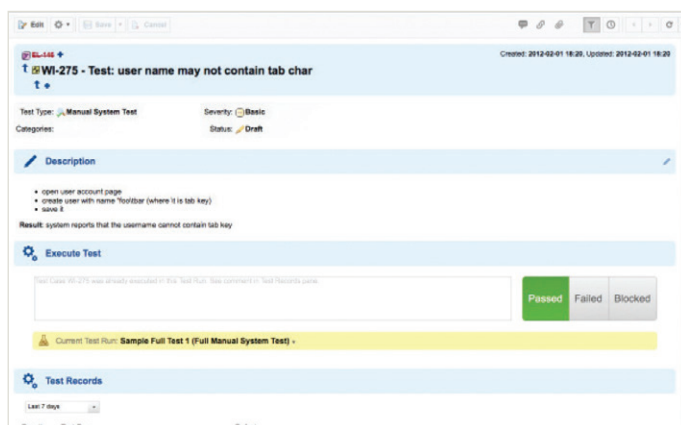 Edit Save Cancel
EL-148
Created: 2012-02-01 18:20, Updated: 2012-02-01 18:20
WI-275 - Test: user name may not contain tab char
Test Type: Manual System Test Severity: Basic
Categories: Status: Draft
Description
open user account page
create user with name 'foo\tbar (where \t is tab key)
save it
Result: system reports that the username cannot contain tab key
Execute Test
Test Case WI-275 was already executed in this Test Run. See comment in Test Records pane.
Passed Failed Blocked
Current Test Run: Sample Full Test 1 (Full Manual System Test)
Test Records
Last 7 days